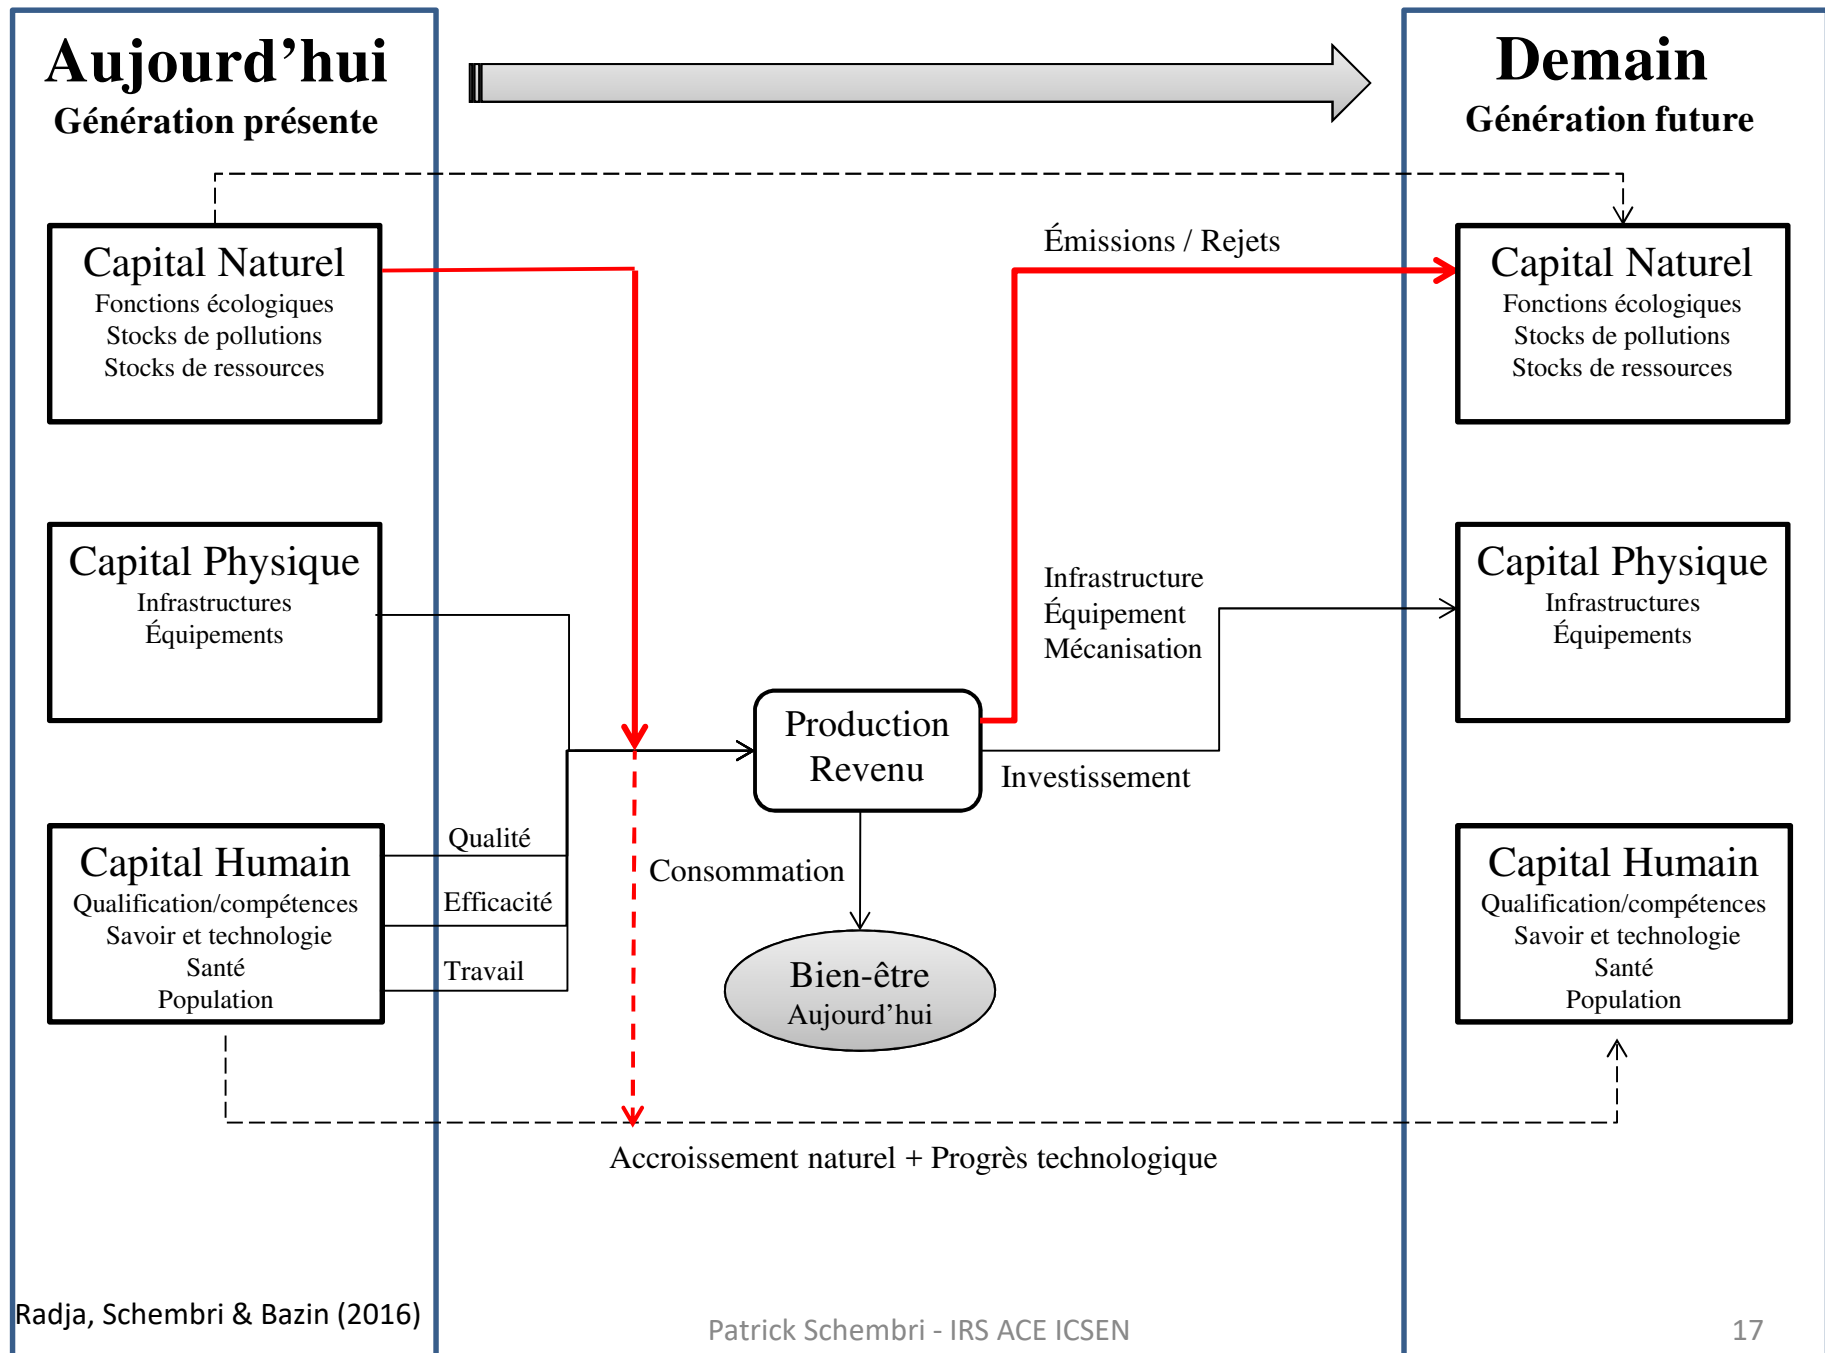 Aujourd’hui
Génération présente
Demain
Génération future
Capital Naturel
Fonctions écologiques
Stocks de pollutions
Stocks de ressources
Émissions / Rejets
Capital Naturel
Fonctions écologiques
Stocks de pollutions
Stocks de ressources
Capital Physique
Infrastructures
Équipements
Infrastructure
Équipement
Mécanisation
Capital Physique
Infrastructures
Équipements
Production
Revenu
Investissement
Capital Humain
Qualification/compétences
Savoir et technologie
Santé
Population
Qualité
Efficacité
Travail
Consommation
Bien-être
Aujourd’hui
Capital Humain
Qualification/compétences
Savoir et technologie
Santé
Population
Accroissement naturel + Progrès technologique
Radja, Schembri & Bazin (2016)
Patrick Schembri - IRS ACE ICSEN
17